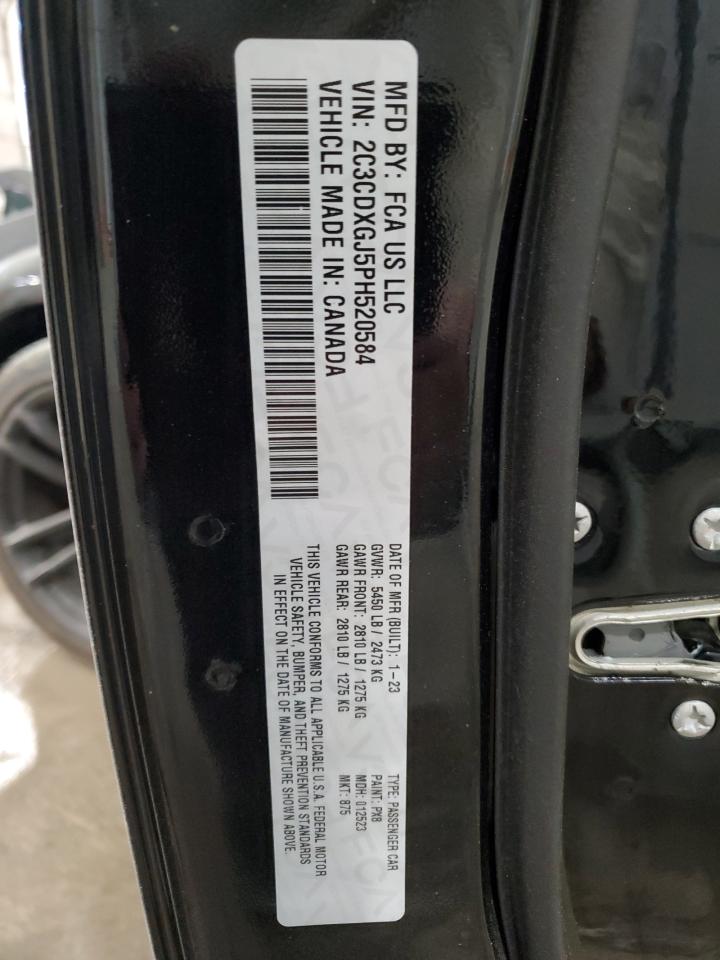 MFD BY: FCA US LLC
VIN: 2C3CDXGJ5PH520584
VEHICLE MADE IN: CANADA
DATE OF MFR (BUILT): 1-23
GVWR: 5450 LB / 2473 KG
GAWR FRONT: 2810 LB / 1275 KG
GAWR REAR: 2810 LB / 1275 KG
TYPE: PASSENGER CAR
PAINT: PX8
MDH: 012523
MKT: 875
THIS VEHICLE CONFORMS TO ALL APPLICABLE U.S.A. FEDERAL MOTOR
VEHICLE SAFETY, BUMPER, AND THEFT PREVENTION STANDARDS
IN EFFECT ON THE DATE OF MANUFACTURE SHOWN ABOVE.